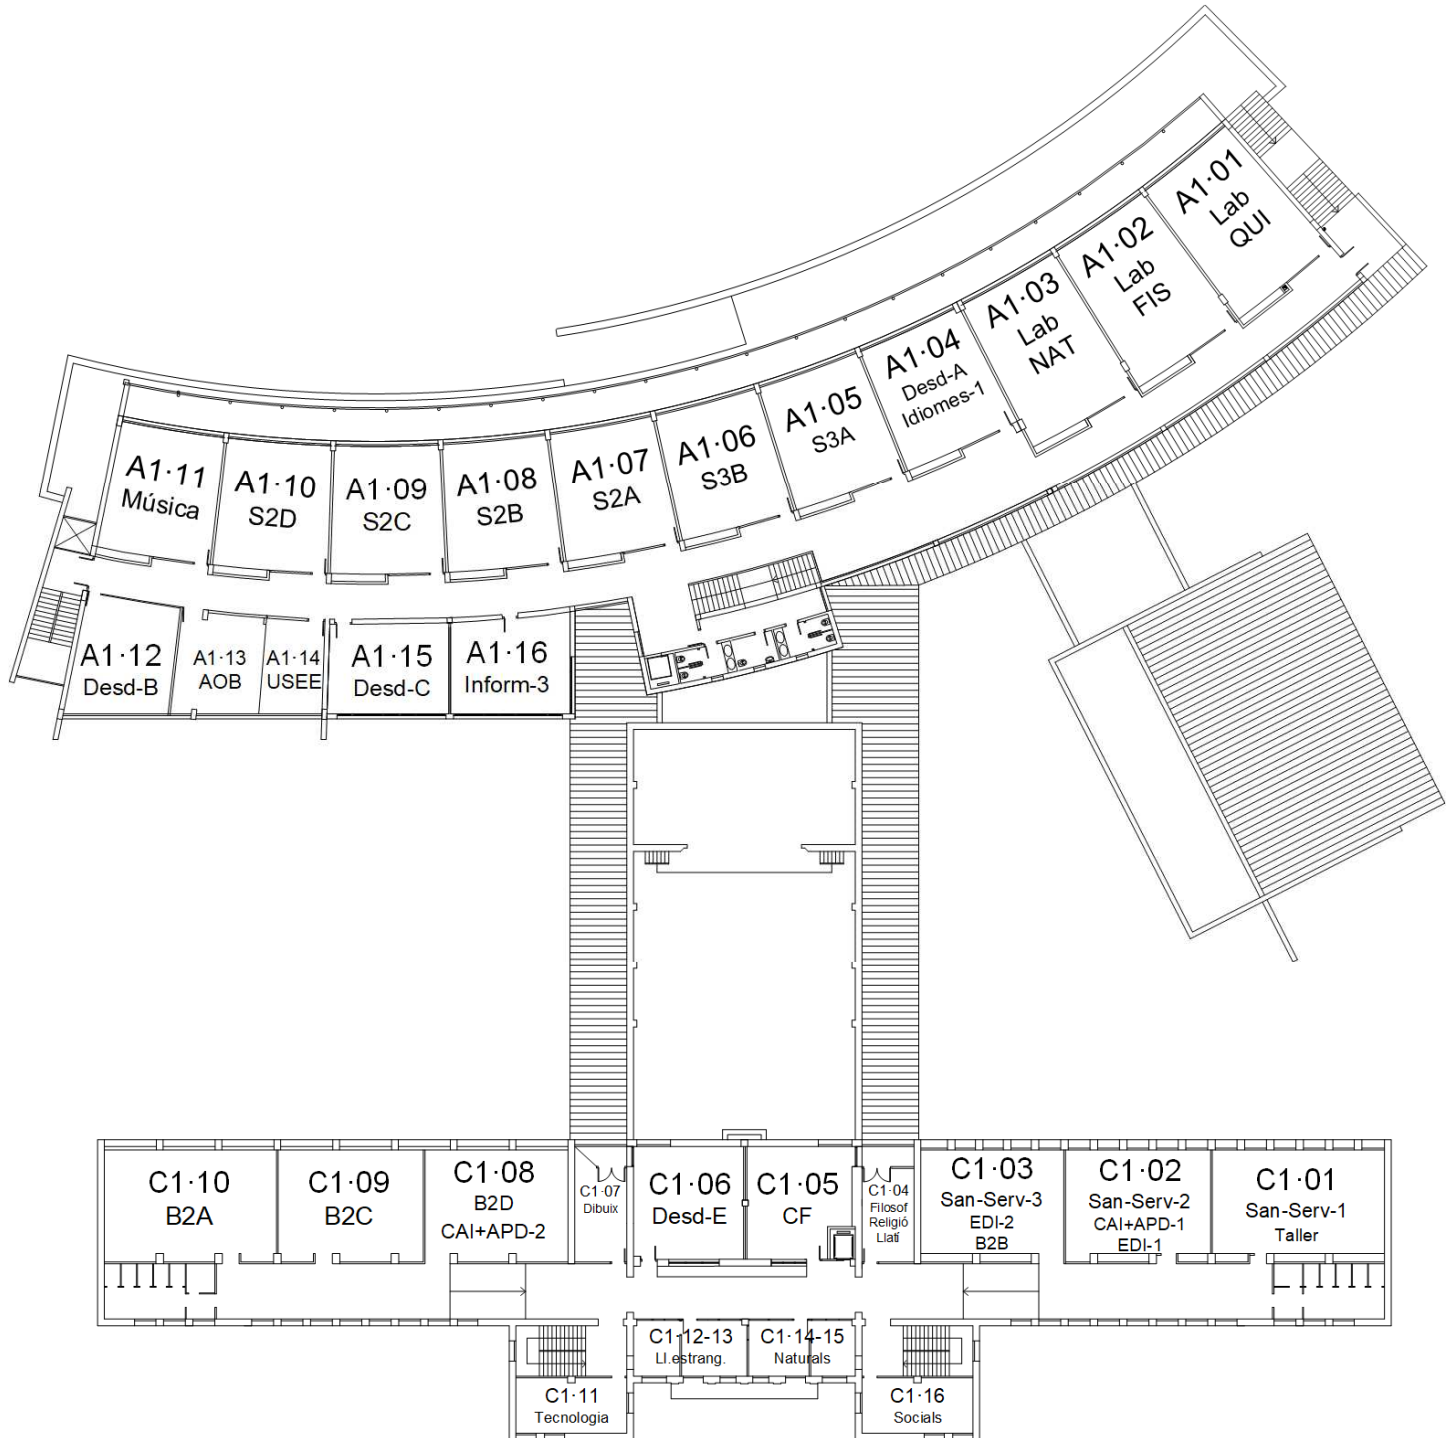 A1·01
Lab
QUI
A1·02
Lab
FIS
A1·03
Lab
NAT
A1·04
Desd-A
Idiomes-1
A1·05
S3A
A1·06
S3B
A1·07
S2A
A1·08
S2B
A1·09
S2C
A1·10
S2D
A1·11
Música
A1·12
Desd-B
A1·13
AOB
A1·14
USEE
A1·15
Desd-C
A1·16
Inform-3
C1·10
B2A
C1·09
B2C
C1·08
B2D
CAI+APD-2
C1·07
Dibuix
C1·06
Desd-E
C1·05
CF
C1·04
Filosof
Religió
Llatí
C1·03
San-Serv-3
EDI-2
B2B
C1·02
San-Serv-2
CAI+APD-1
EDI-1
C1·01
San-Serv-1
Taller
C1·12-13
Ll.estrang.
C1·14-15
Naturals
C1·11
Tecnologia
C1·16
Socials